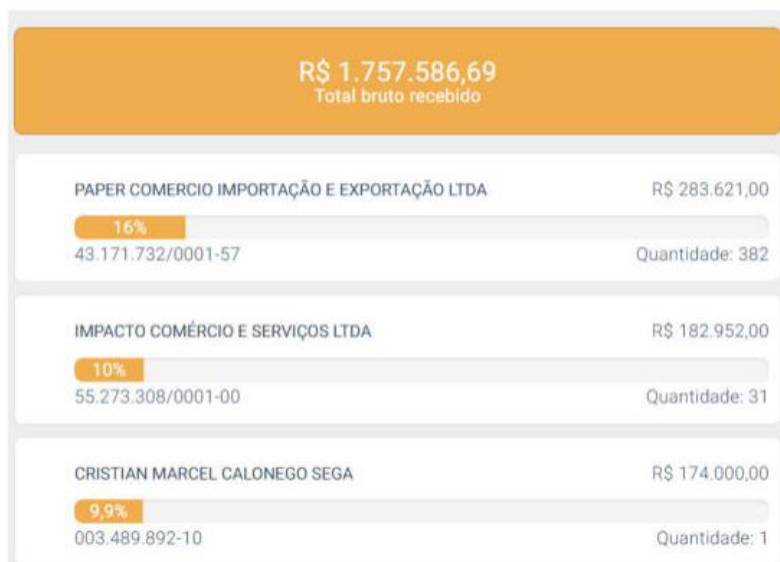 R$ 1.757.586,69
Total bruto recebido
PAPER COMERCIO IMPORTAÇÃO E EXPORTAÇÃO LTDA R$ 283.621,00
16%
43.171.732/0001-57 Quantidade: 382
IMPACTO COMÉRCIO E SERVIÇOS LTDA R$ 182.952,00
10%
55.273.308/0001-00 Quantidade: 31
CRISTIAN MARCEL CALONEGO SEGA R$ 174.000,00
9,9%
003.489.892-10 Quantidade: 1